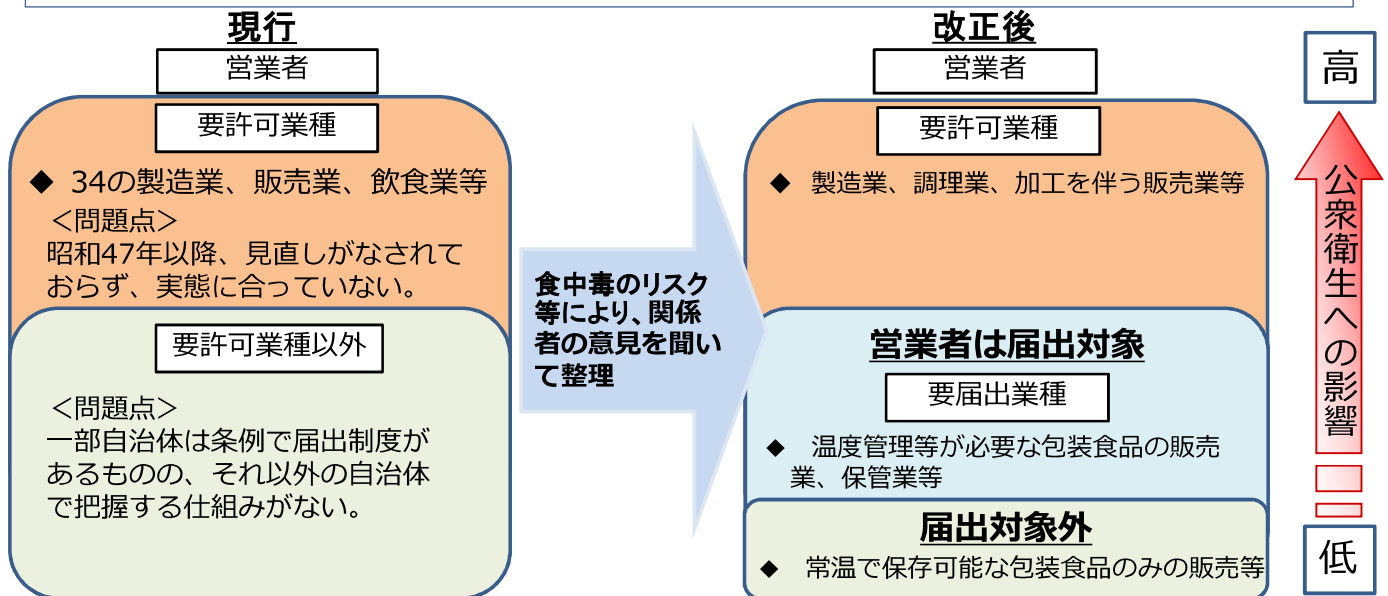 現行
営業者
要許可業種
◆ 34の製造業、販売業、飲食業等
＜問題点＞
昭和47年以降、見直しがなされて
おらず、実態に合っていない。
要許可業種以外
＜問題点＞
一部自治体は条例で届出制度が
あるものの、それ以外の自治体
で把握する仕組みがない。
食中毒のリスク
等により、関係
者の意見を聞い
て整理
改正後
営業者
要許可業種
◆ 製造業、調理業、加工を伴う販売業等
営業者は届出対象
要届出業種
◆ 温度管理等が必要な包装食品の販売
業、保管業等
届出対象外
◆ 常温で保存可能な包装食品のみの販売等
高
公衆衛生への影響
低